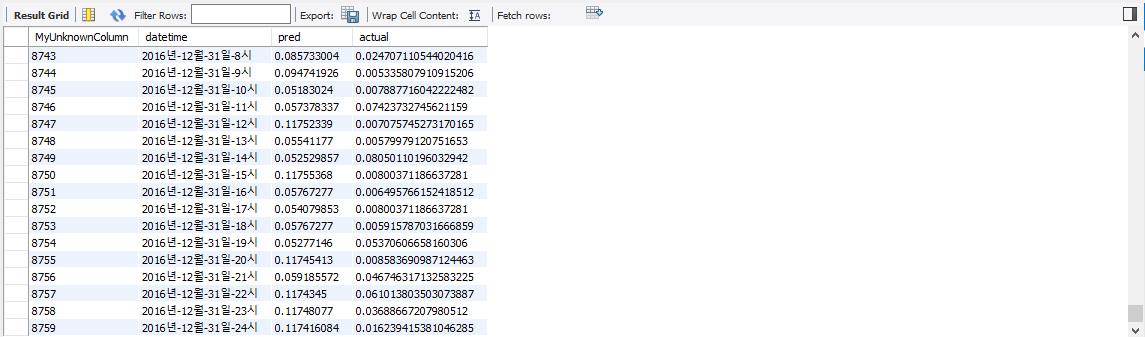 Result Grid Filter Rows: Export: Wrap Cell Content: Fetch rows:
MyUnknownColumn datetime pred actual
8743 2016년-12월-31일-8시 0.085733004 0.024707110544020416
8744 2016년-12월-31일-9시 0.094741926 0.005335807910915206
8745 2016년-12월-31일-10시 0.05183024 0.007887716042222482
8746 2016년-12월-31일-11시 0.057378337 0.07423732745621159
8747 2016년-12월-31일-12시 0.11752339 0.007075745273170165
8748 2016년-12월-31일-13시 0.05541177 0.00579979120751653
8749 2016년-12월-31일-14시 0.052529857 0.08050110196032942
8750 2016년-12월-31일-15시 0.11755368 0.00800371186637281
8751 2016년-12월-31일-16시 0.05767277 0.006495766152418512
8752 2016년-12월-31일-17시 0.054079853 0.00800371186637281
8753 2016년-12월-31일-18시 0.05767277 0.005915787031666859
8754 2016년-12월-31일-19시 0.05277146 0.05370606658160306
8755 2016년-12월-31일-20시 0.11745413 0.008583690987124463
8756 2016년-12월-31일-21시 0.059185572 0.046746317132583225
8757 2016년-12월-31일-22시 0.1174345 0.061013803503073887
8758 2016년-12월-31일-23시 0.11748077 0.03688667207980512
8759 2016년-12월-31일-24시 0.117416084 0.016239415381046285